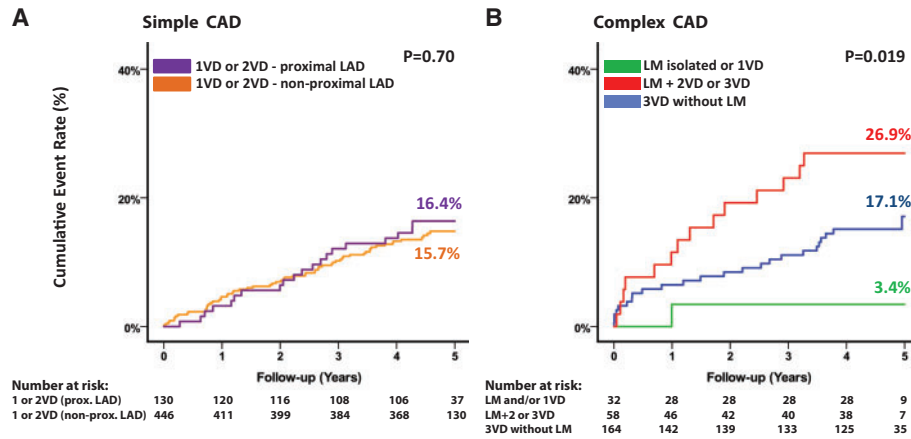 A
Simple CAD
P=0.70
1VD or 2VD - proximal LAD
1VD or 2VD - non-proximal LAD
Cumulative Event Rate (%)
40%
20%
0%
16.4%
15.7%
0 1 2 3 4 5
Follow-up (Years)
Number at risk:
1 or 2VD (prox. LAD) 130 120 116 108 106 37
1 or 2VD (non-prox. LAD) 446 411 399 384 368 130
B
Complex CAD
P=0.019
LM isolated or 1VD
LM + 2VD or 3VD
3VD without LM
40%
20%
0%
26.9%
17.1%
3.4%
0 1 2 3 4 5
Follow-up (Years)
Number at risk:
LM and/or 1VD 32 28 28 28 28 9
LM+2 or 3VD 58 46 42 40 38 7
3VD without LM 164 142 139 133 125 35